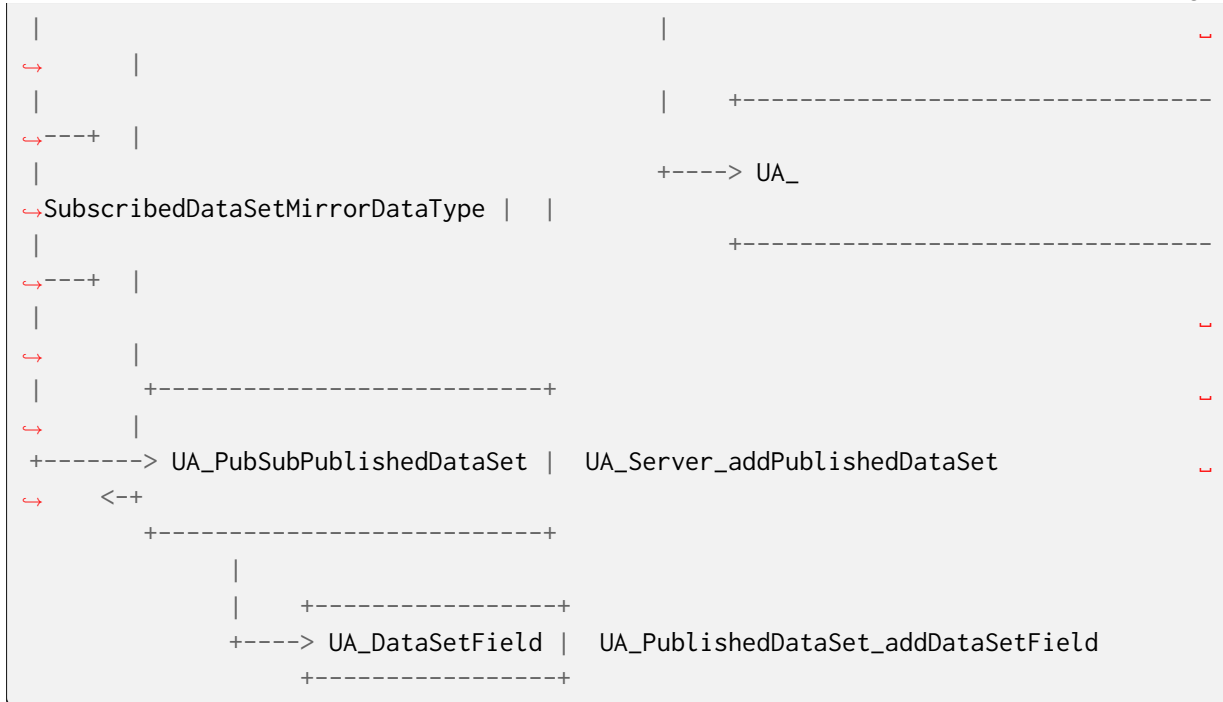 |                                           |                                     ␣
↪      |
|                                           |    +--------------------------------
↪---+  |
|                                           +----> UA_
↪SubscribedDataSetMirrorDataType |  |
|                                                +--------------------------------
↪---+  |
|                                                                                 ␣
↪      |
|       +---------------------------+                                             ␣
↪      |
+-------> UA_PubSubPublishedDataSet |  UA_Server_addPublishedDataSet              ␣
↪    <-+
        +---------------------------+
              |
              |    +-----------------+
              +----> UA_DataSetField |  UA_PublishedDataSet_addDataSetField
                   +-----------------+